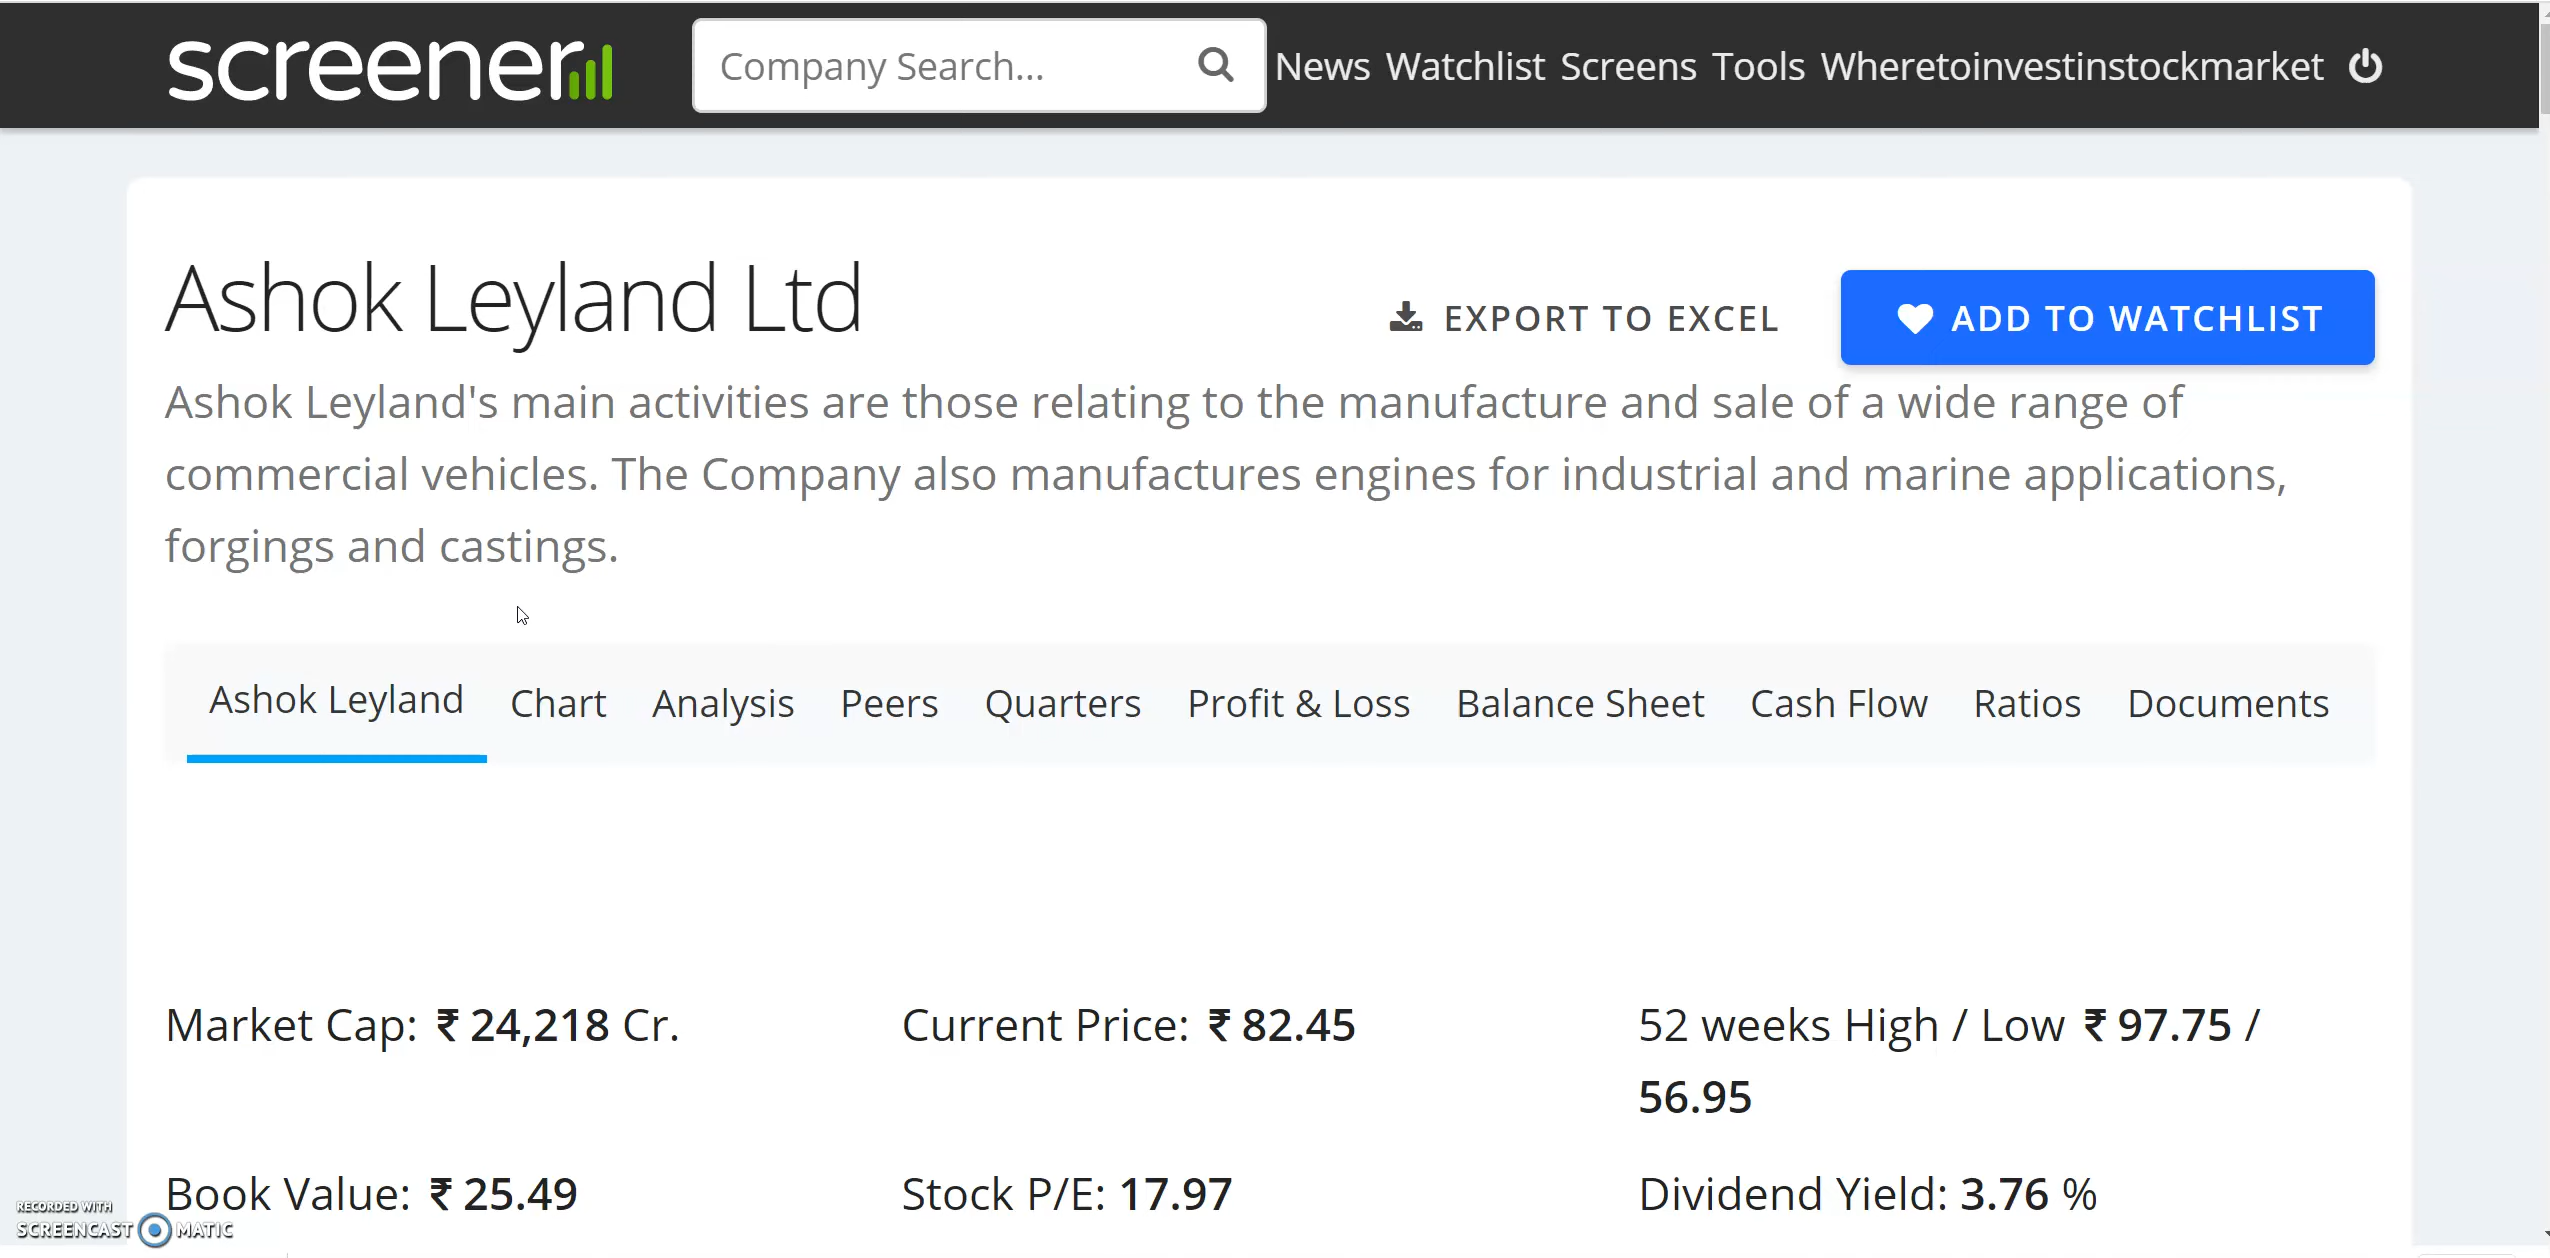 screener
Company Search...
News Watchlist Screens Tools Wheretoinvestinstockmarket
Ashok Leyland Ltd
EXPORT TO EXCEL
ADD TO WATCHLIST
Ashok Leyland's main activities are those relating to the manufacture and sale of a wide range of
commercial vehicles. The Company also manufactures engines for industrial and marine applications,
forgings and castings.
Ashok Leyland Chart Analysis Peers Quarters Profit & Loss Balance Sheet Cash Flow Ratios Documents
Market Cap: ₹ 24,218 Cr.
Current Price: ₹ 82.45
52 weeks High / Low ₹ 97.75 /
56.95
Book Value: ₹ 25.49
Stock P/E: 17.97
Dividend Yield: 3.76 %
RECORDED WITH
SCREENCAST MATIC